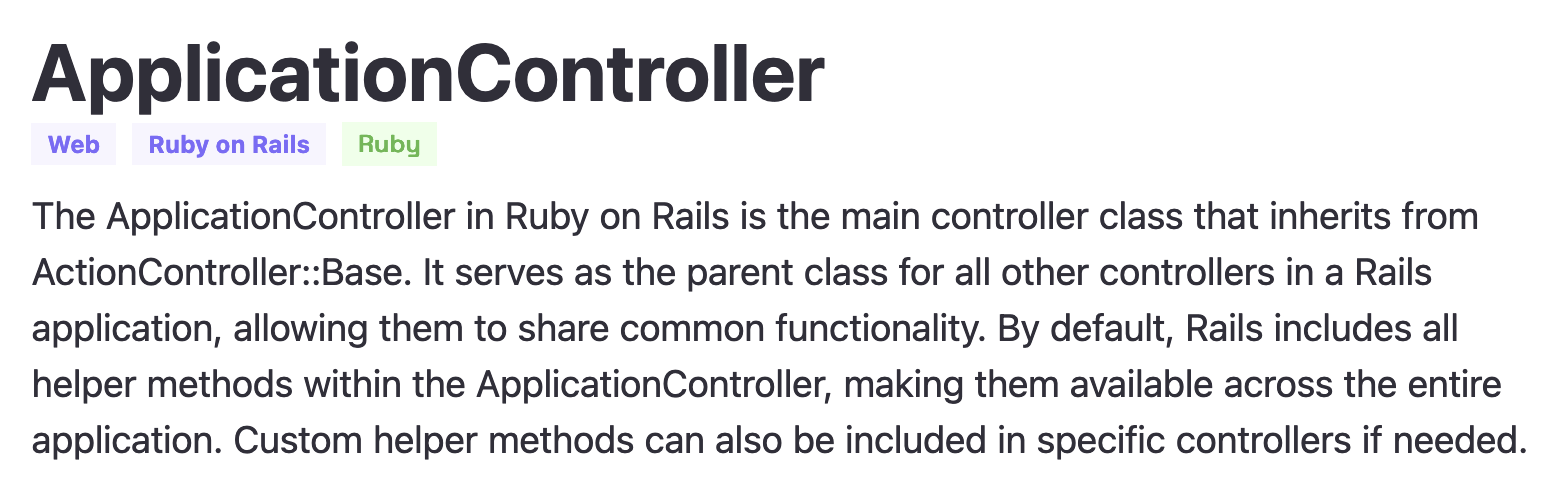 ApplicationController
Web Ruby on Rails Ruby
The ApplicationController in Ruby on Rails is the main controller class that inherits from
ActionController::Base. It serves as the parent class for all other controllers in a Rails
application, allowing them to share common functionality. By default, Rails includes all
helper methods within the ApplicationController, making them available across the entire
application. Custom helper methods can also be included in specific controllers if needed.